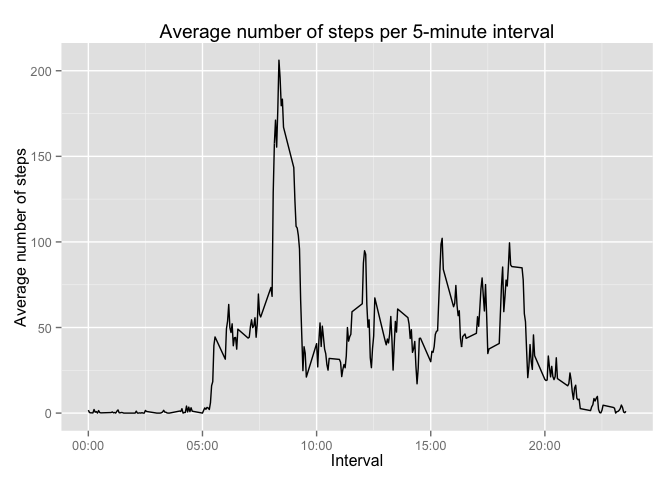 Average number of steps per 5-minute interval
Average number of steps
200
150
100
50
0
00:00 05:00 10:00 15:00 20:00
Interval